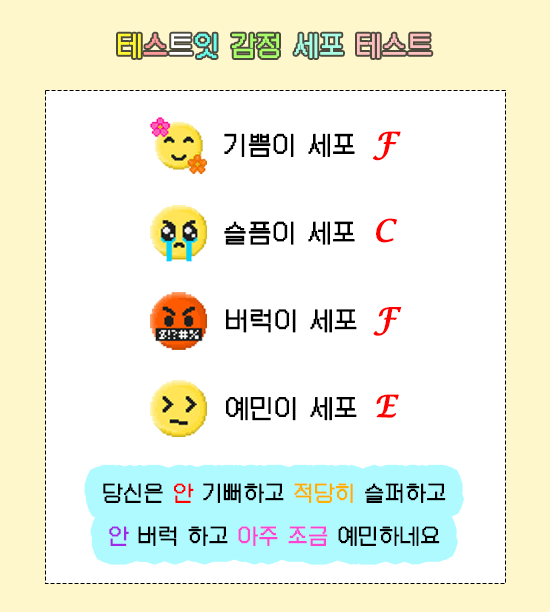 테스트잇 감정 세포 테스트
기쁨이 세포 F
슬픔이 세포 C
버럭이 세포 F
$!?#%
예민이 세포 E
당신은 안 기뻐하고 적당히 슬퍼하고
안 버럭 하고 아주 조금 예민하네요